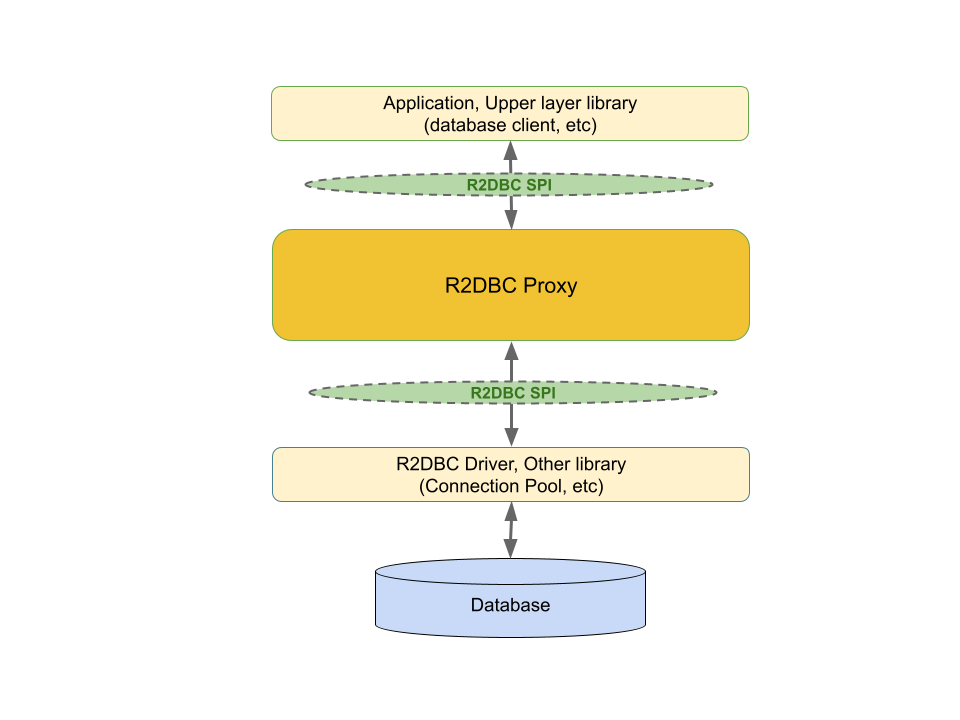 Application, Upper layer library
(database client, etc)
R2DBC SPI
R2DBC Proxy
R2DBC SPI
R2DBC Driver, Other library
(Connection Pool, etc)
Database